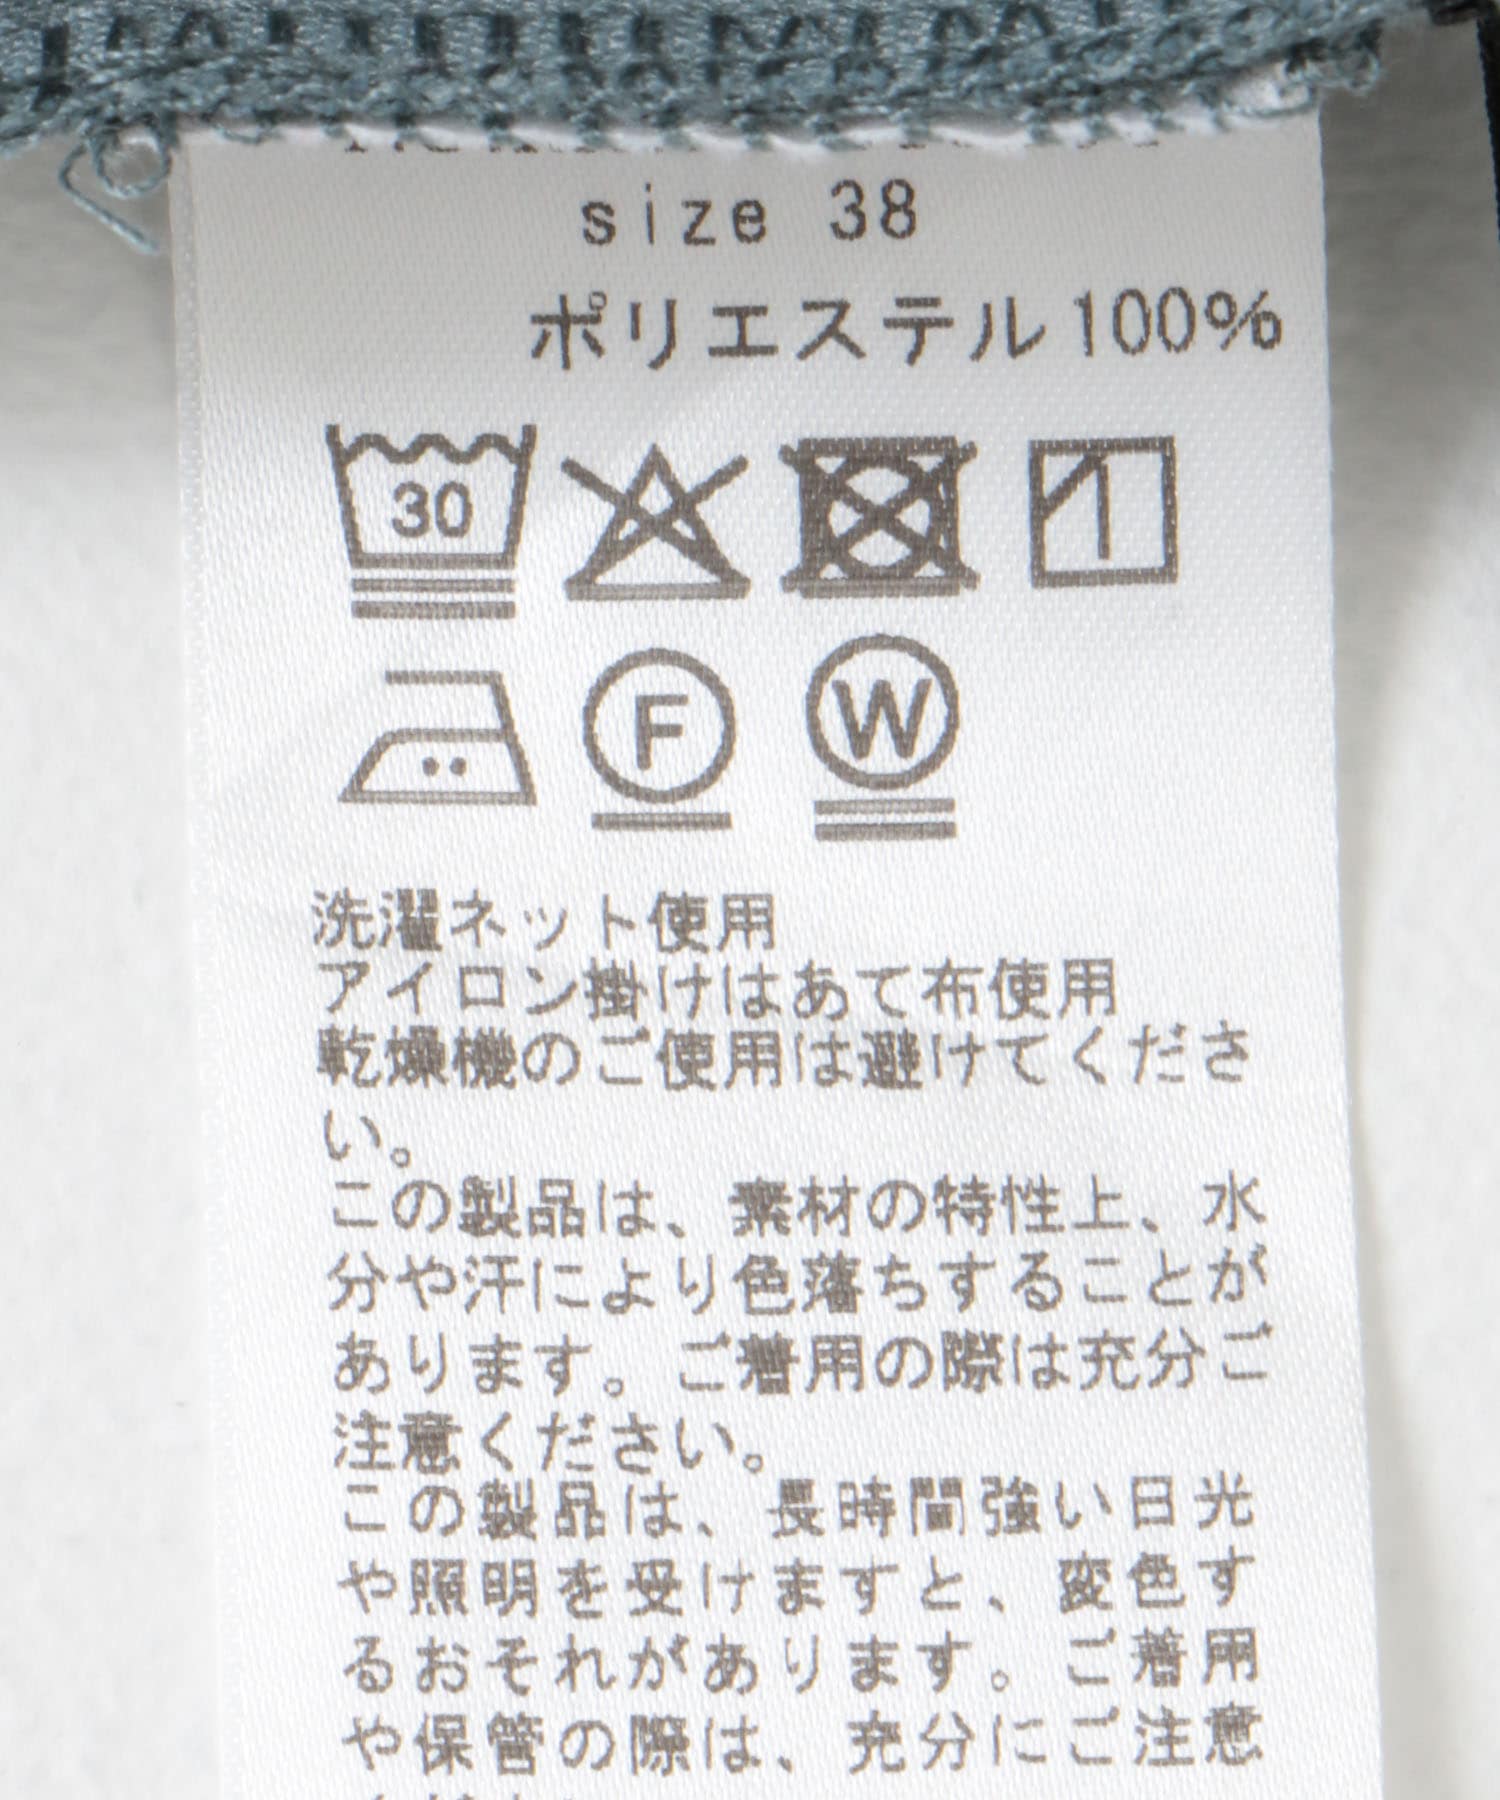 size 38
ポリエステル100%
30
F
W
洗濯ネット使用
アイロン掛けはあて布使用
乾燥機のご使用は避けてくださ
い。
この製品は、素材の特性上、水
分や汗により色落ちすることが
あります。ご着用の際は充分ご
注意ください。
この製品は、長時間強い日光
や照明を受けますと、変色す
るおそれがあります。ご着用
や保管の際は、充分にご注意